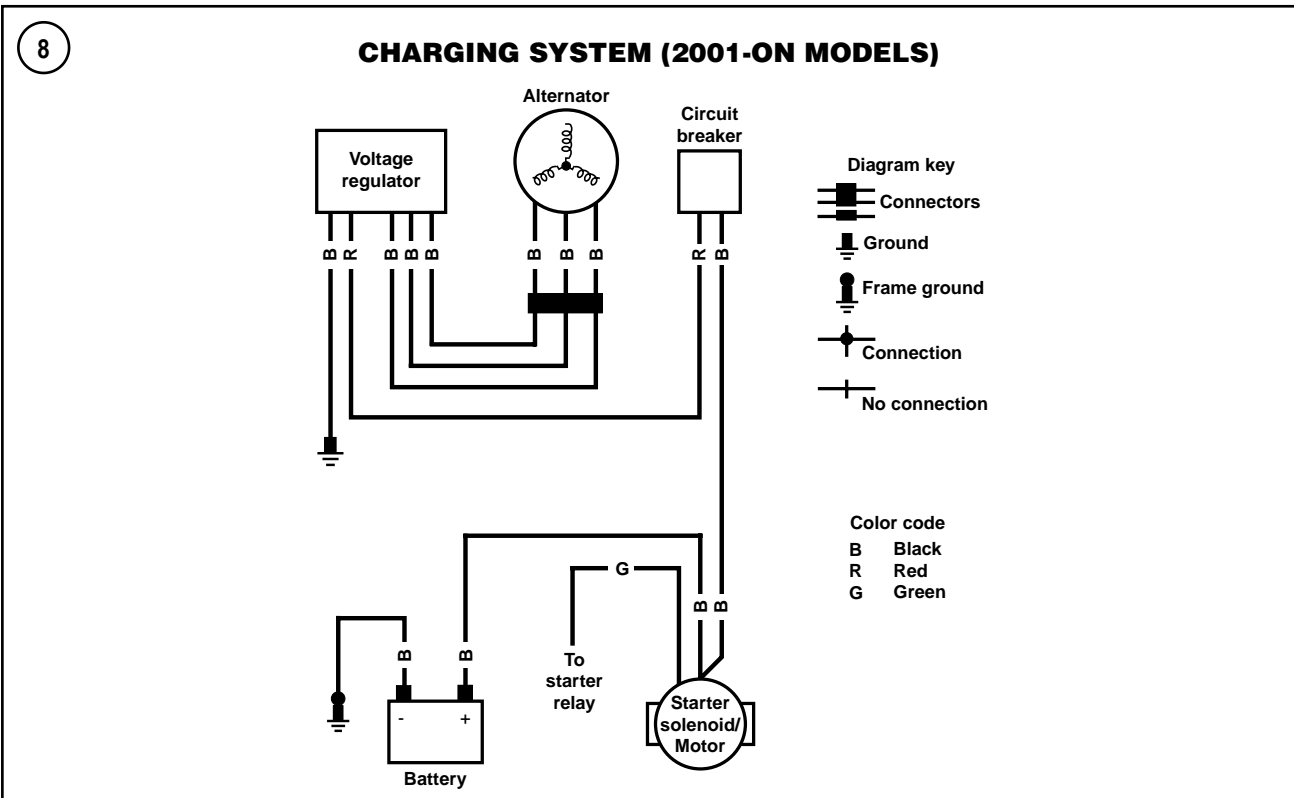 8
CHARGING SYSTEM (2001-ON MODELS)
Alternator
Circuit
breaker
Voltage
regulator
Diagram key
Connectors
Ground
Frame ground
Connection
No connection
B R B B B B B B R B
Color code
B Black
R Red
G Green
G
B B
B B
To
starter
relay
Starter
solenoid/
Motor
- +
Battery